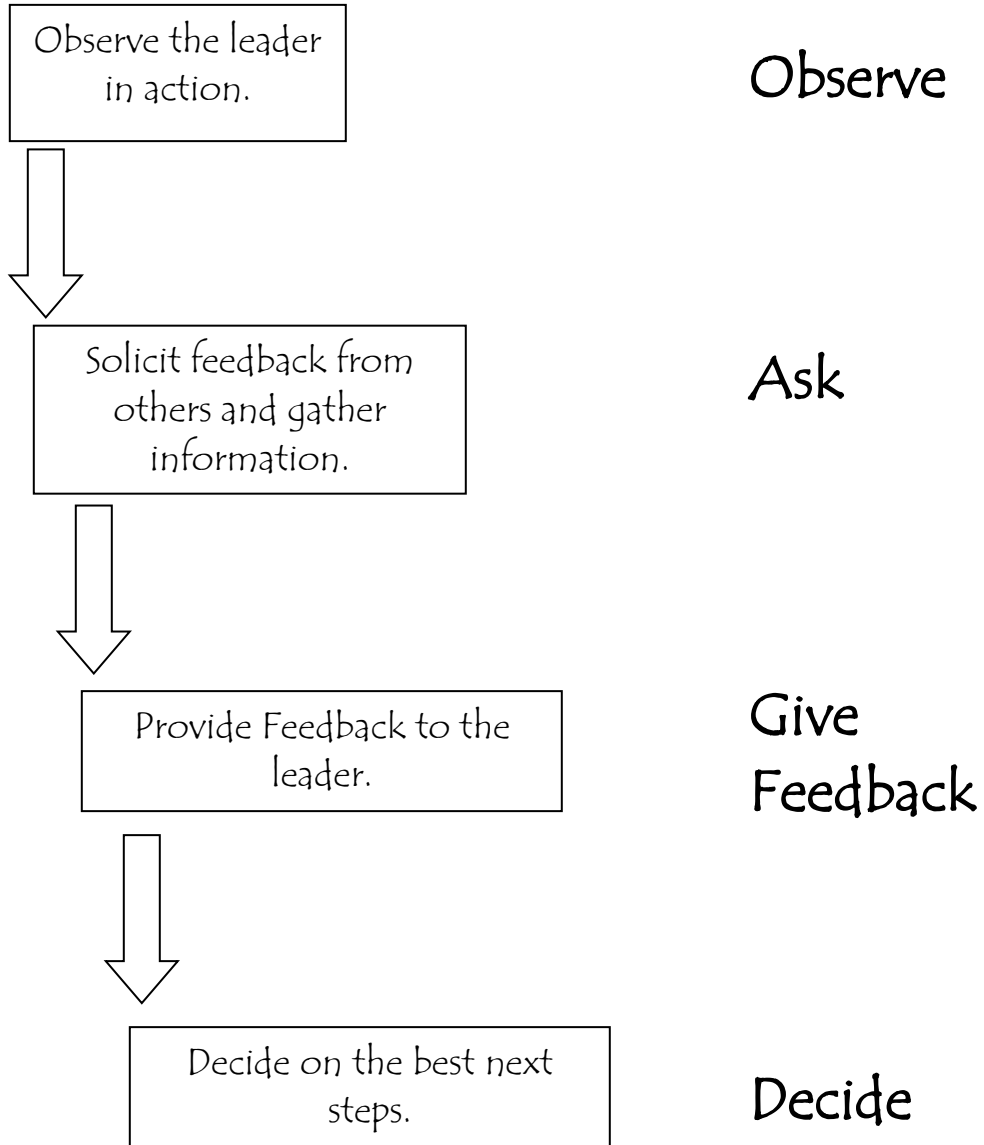 Observe the leader
in action.
Observe
Solicit feedback from
others and gather
information.
Ask
Provide Feedback to the
leader.
Give
Feedback
Decide on the best next
steps.
Decide